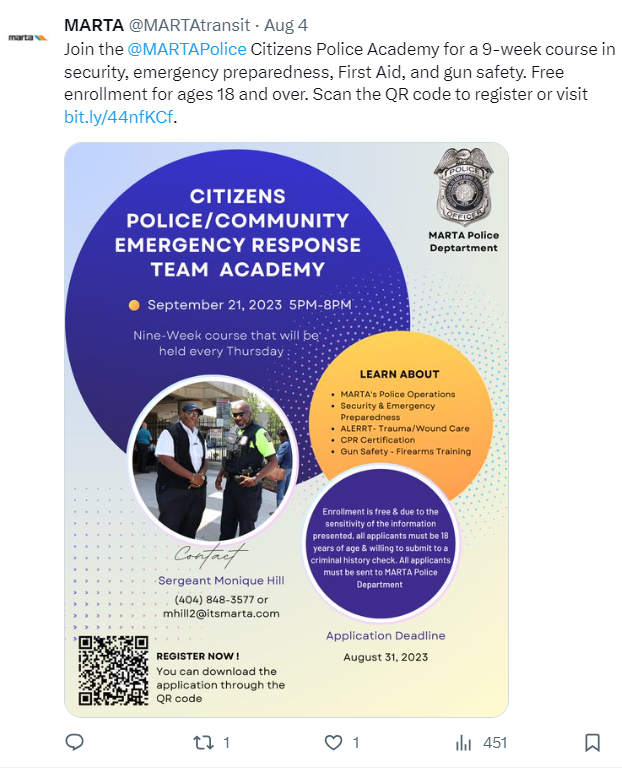 marta
MARTA @MARTAtransit · Aug 4
Join the @MARTAPolice Citizens Police Academy for a 9-week course in
security, emergency preparedness, First Aid, and gun safety. Free
enrollment for ages 18 and over. Scan the QR code to register or visit
bit.ly/44nfKCf.
POLICE
OFFICER
MARTA Police
Deptartment
CITIZENS
POLICE/COMMUNITY
EMERGENCY RESPONSE
TEAM ACADEMY
September 21, 2023 5PM-8PM
Nine-Week course that will be
held every Thursday
LEARN ABOUT
• MARTA's Police Operations
• Security & Emergency
Preparedness
• ALERRT- Trauma/Wound Care
• CPR Certification
• Gun Safety - Firearms Training
Enrollment is free & due to the
sensitivity of the information
presented, all applicants must be 18
years of age & willing to submit to a
criminal history check. All applicants
must be sent to MARTA Police
Department
Contact
Sergeant Monique Hill
(404) 848-3577 or
mhill2@itsmarta.com
Application Deadline
August 31, 2023
REGISTER NOW !
You can download the
application through the
QR code
1
1
451